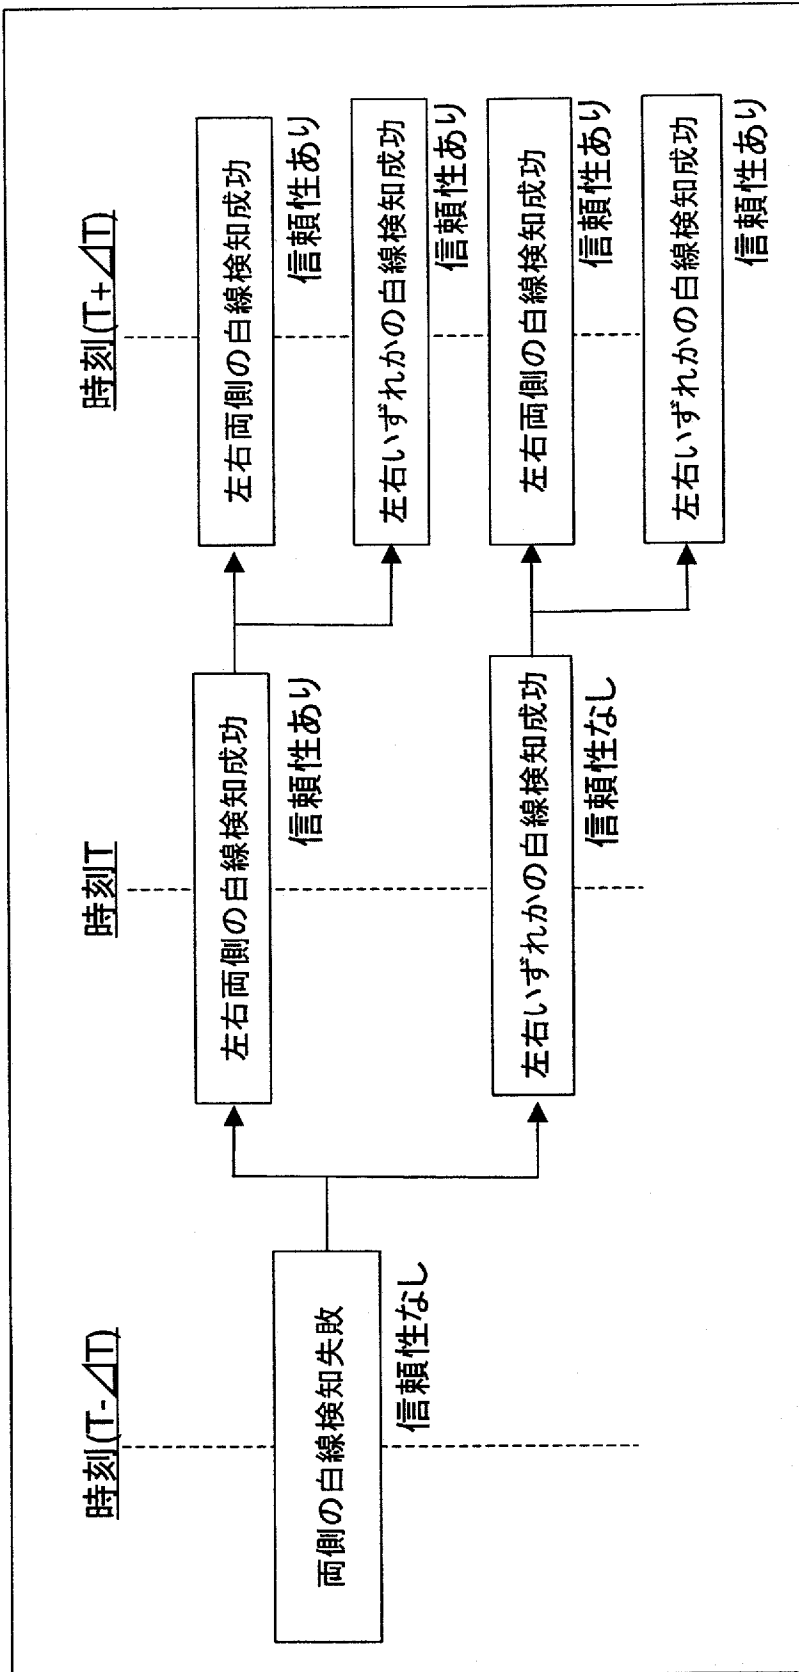 時刻(T-⊿T)
時刻T
時刻(T+⊿T)
両側の白線検知失敗
信頼性なし
左右両側の白線検知成功
信頼性あり
左右いずれかの白線検知成功
信頼性なし
左右両側の白線検知成功
信頼性あり
左右いずれかの白線検知成功
信頼性あり
左右両側の白線検知成功
信頼性あり
左右いずれかの白線検知成功
信頼性あり